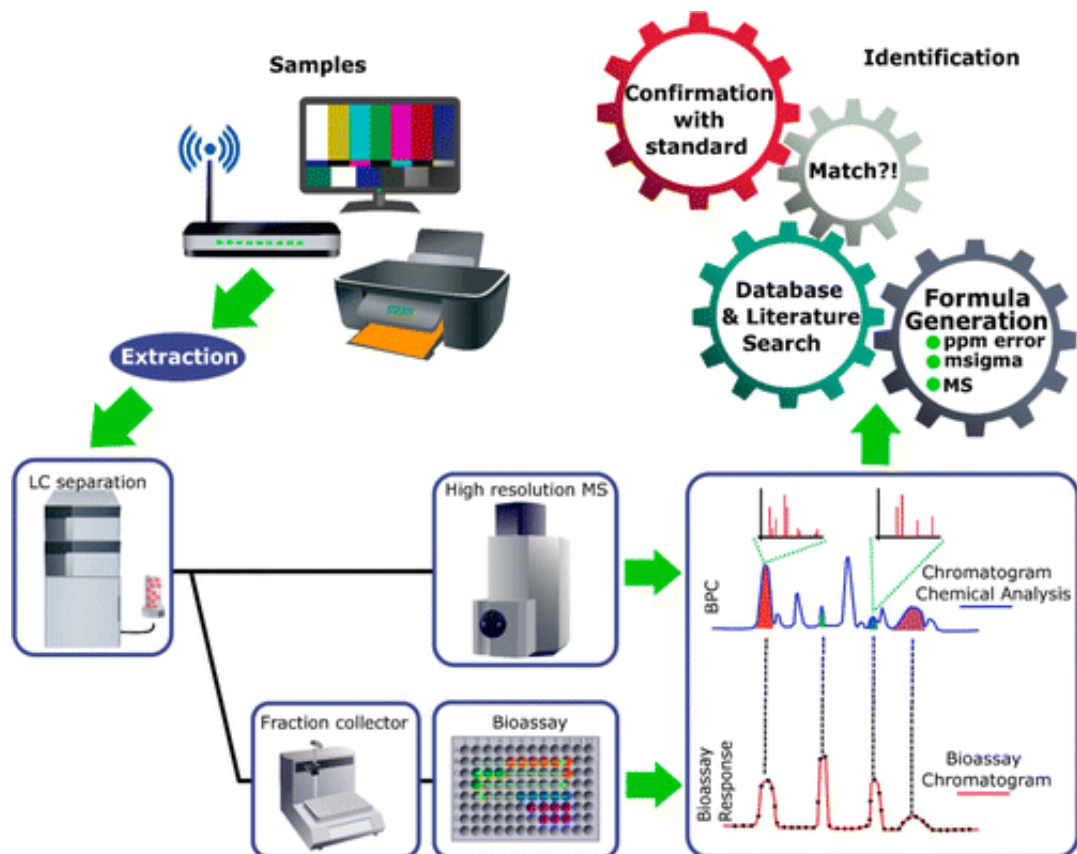 Samples
Identification
Confirmation
with
standard
Match?!
Database
& Literature
Search
Formula
Generation
ppm error
msigma
MS
Extraction
LC separation
High resolution MS
Fraction collector
Bioassay
BPC
Chromatogram
Chemical Analysis
Bioassay
Response
Bioassay
Chromatogram